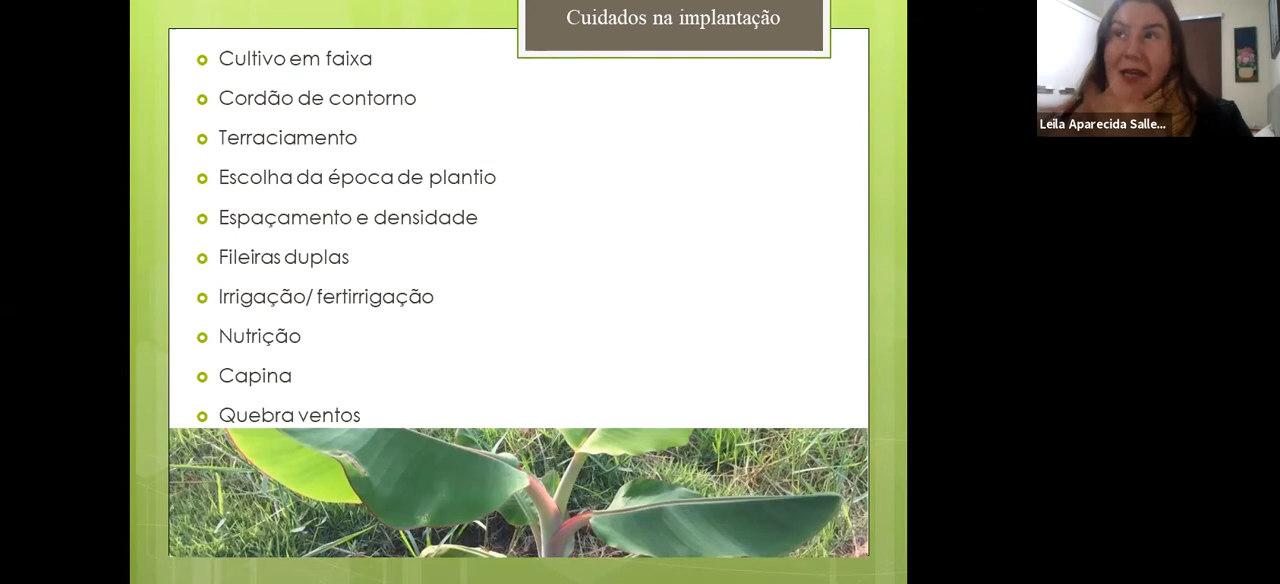 Cuidados na implantação
Cultivo em faixa
Cordão de contorno
Terraciamento
Escolha da época de plantio
Espaçamento e densidade
Fileiras duplas
Irrigação/ fertirrigação
Nutrição
Capina
Quebra ventos
Leila Aparecida Salle...